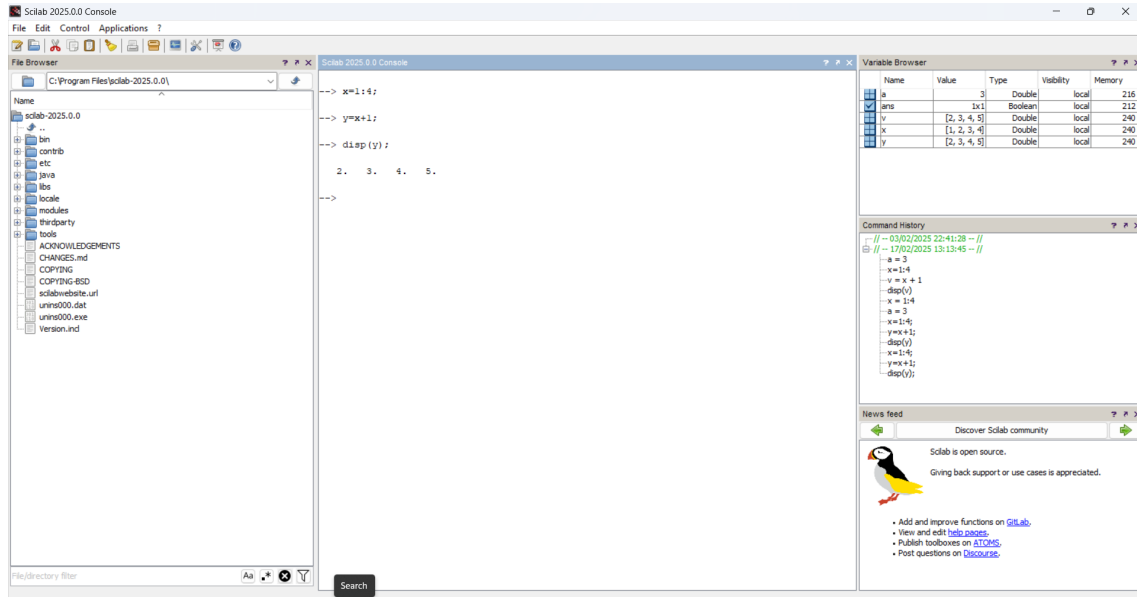 Scilab 2025.0.0 Console
File Edit Control Applications ?
File Browser
C:\Program Files\scilab-2025.0.0\
Name
scilab-2025.0.0
..
bin
contrib
etc
java
libs
locale
modules
thirdparty
tools
ACKNOWLEDGEMENTS
CHANGES.md
COPYING
COPYING-BSD
scilabwebsite.url
unins000.dat
unins000.exe
Version.incl
File/directory filter
Aa .*
Scilab 2025.0.0 Console
--> x=1:4;
--> y=x+1;
--> disp(y);
2. 3. 4. 5.
-->
Search
Variable Browser
Name Value Type Visibility Memory
a 3 Double local 216
ans 1x1 Boolean local 212
v [2, 3, 4, 5] Double local 240
x [1, 2, 3, 4] Double local 240
y [2, 3, 4, 5] Double local 240
Command History
// -- 03/02/2025 22:41:28 -- //
// -- 17/02/2025 13:13:45 -- //
a = 3
x=1:4
v = x + 1
disp(v)
x = 1:4
a = 3
x=1:4;
y=x+1;
disp(y)
x=1:4;
y=x+1;
disp(y);
News feed
Discover Scilab community
Scilab is open source.
Giving back support or use cases is appreciated.
• Add and improve functions on GitLab.
• View and edit help pages.
• Publish toolboxes on ATOMS.
• Post questions on Discourse.